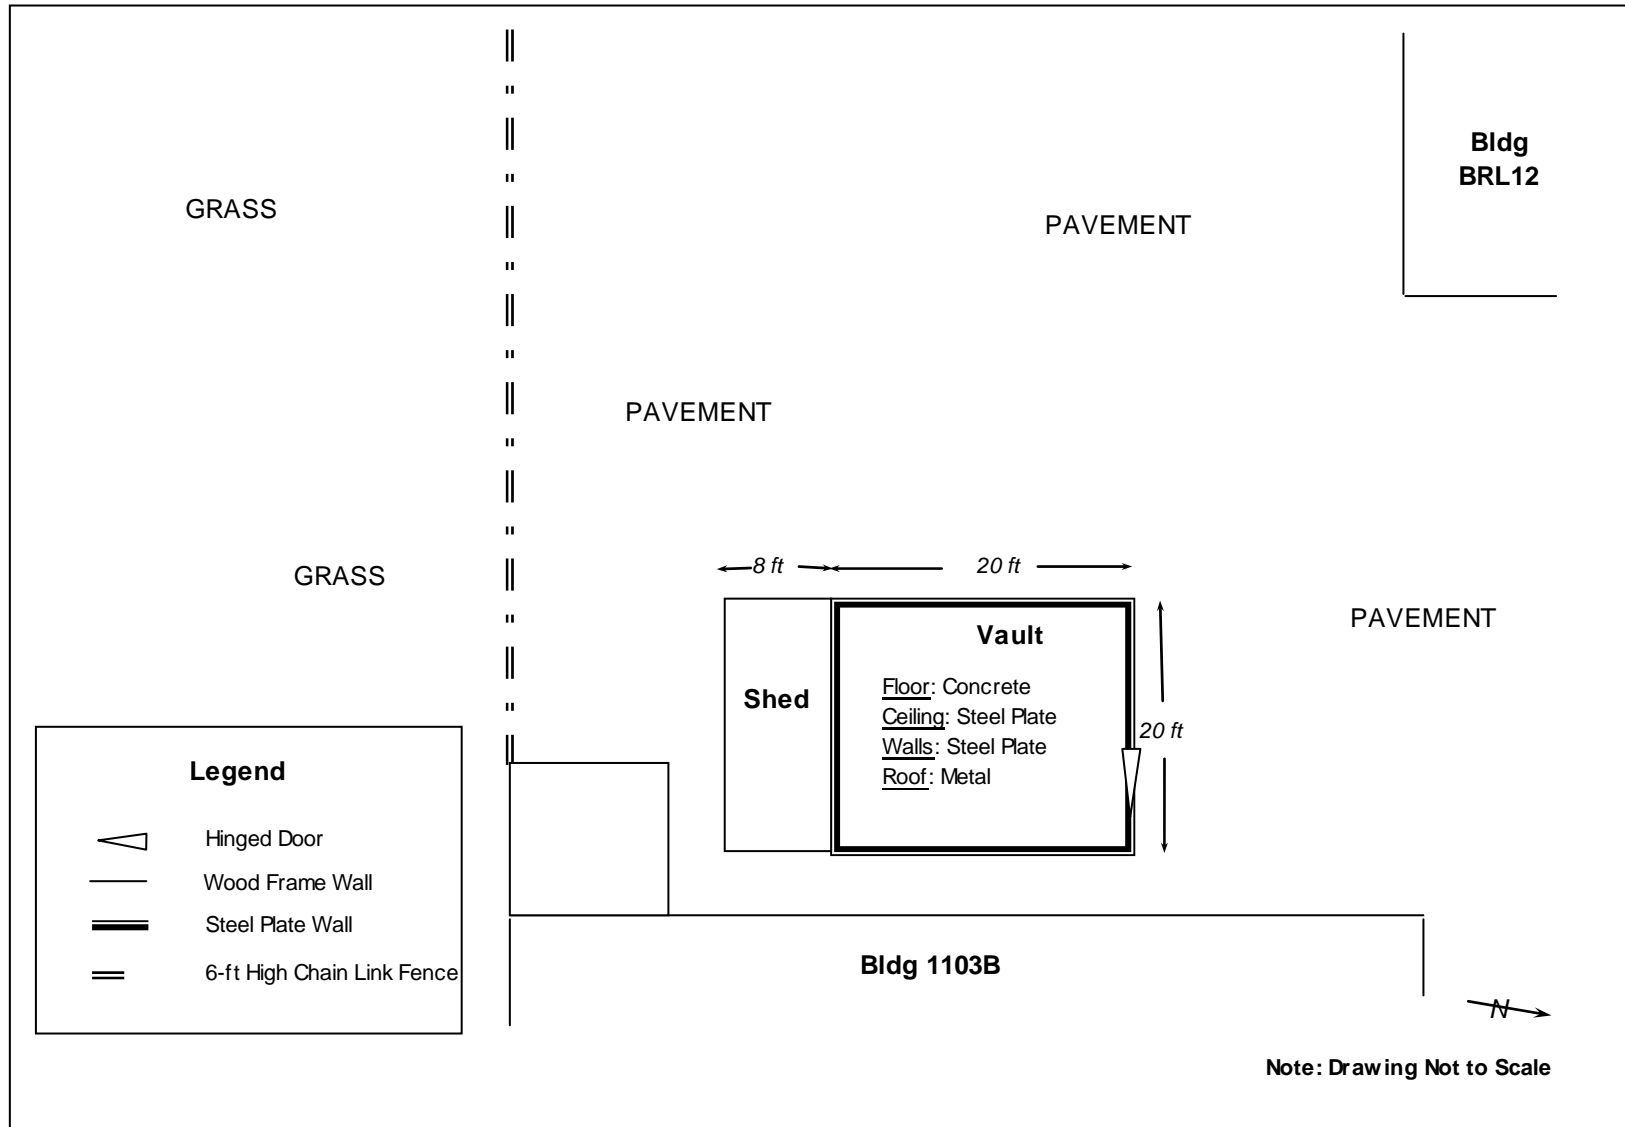 Bldg
BRL12
GRASS
PAVEMENT
PAVEMENT
8 ft
20 ft
GRASS
PAVEMENT
Vault
Floor: Concrete
Ceiling: Steel Plate
Walls: Steel Plate
Roof: Metal
Shed
20 ft
Legend
Hinged Door
Wood Frame Wall
Steel Plate Wall
6-ft High Chain Link Fence
Bldg 1103B
N
Note: Drawing Not to Scale